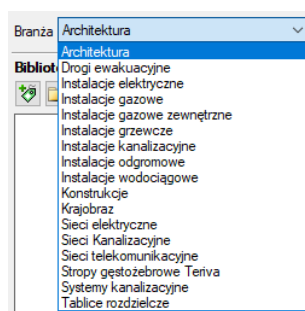 Branża Architektura
Architektura
Drogi ewakuacyjne
Instalacje elektryczne
Instalacje gazowe
Instalacje gazowe zewnętrzne
Instalacje grzewcze
Instalacje kanalizacyjne
Instalacje odgromowe
Instalacje wodociągowe
Konstrukcje
Krajobraz
Sieci elektryczne
Sieci Kanalizacyjne
Sieci telekomunikacyjne
Stropy gęstożebrowe Teriva
Systemy kanalizacyjne
Tablice rozdzielcze